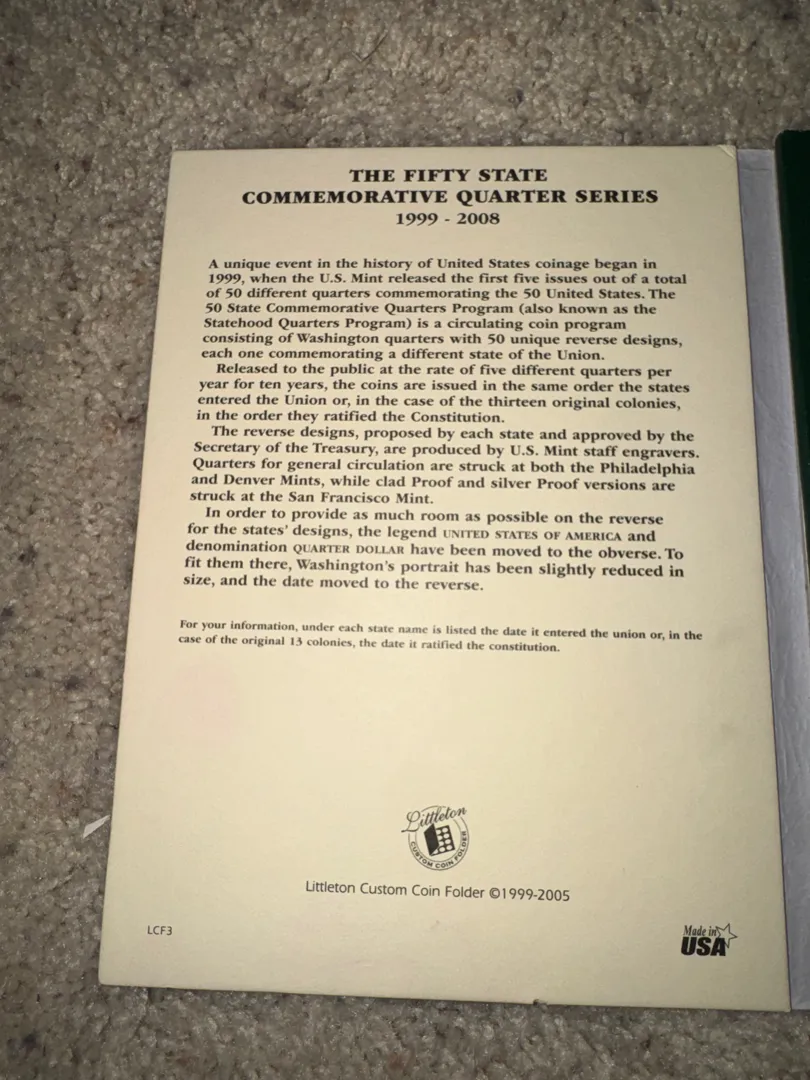 THE FIFTY STATE
COMMEMORATIVE QUARTER SERIES
1999 - 2008
A unique event in the history of United States coinage began in
1999, when the U.S. Mint released the first five issues out of a total
of 50 different quarters commemorating the 50 United States. The
50 State Commemorative Quarters Program (also known as the
Statehood Quarters Program) is a circulating coin program
consisting of Washington quarters with 50 unique reverse designs,
each one commemorating a different state of the Union.
Released to the public at the rate of five different quarters per
year for ten years, the coins are issued in the same order the states
entered the Union or, in the case of the thirteen original colonies,
in the order they ratified the Constitution.
The reverse designs, proposed by each state and approved by the
Secretary of the Treasury, are produced by U.S. Mint staff engravers.
Quarters for general circulation are struck at both the Philadelphia
and Denver Mints, while clad Proof and silver Proof versions are
struck at the San Francisco Mint.
In order to provide as much room as possible on the reverse
for the states' designs, the legend UNITED STATES OF AMERICA and
denomination QUARTER DOLLAR have been moved to the obverse. To
fit them there, Washington's portrait has been slightly reduced in
size, and the date moved to the reverse.
For your information, under each state name is listed the date it entered the union or, in the
case of the original 13 colonies, the date it ratified the constitution.
Littleton
CUSTOM COIN FOLDER
Littleton Custom Coin Folder ©1999-2005
LCF3
Made in
USA